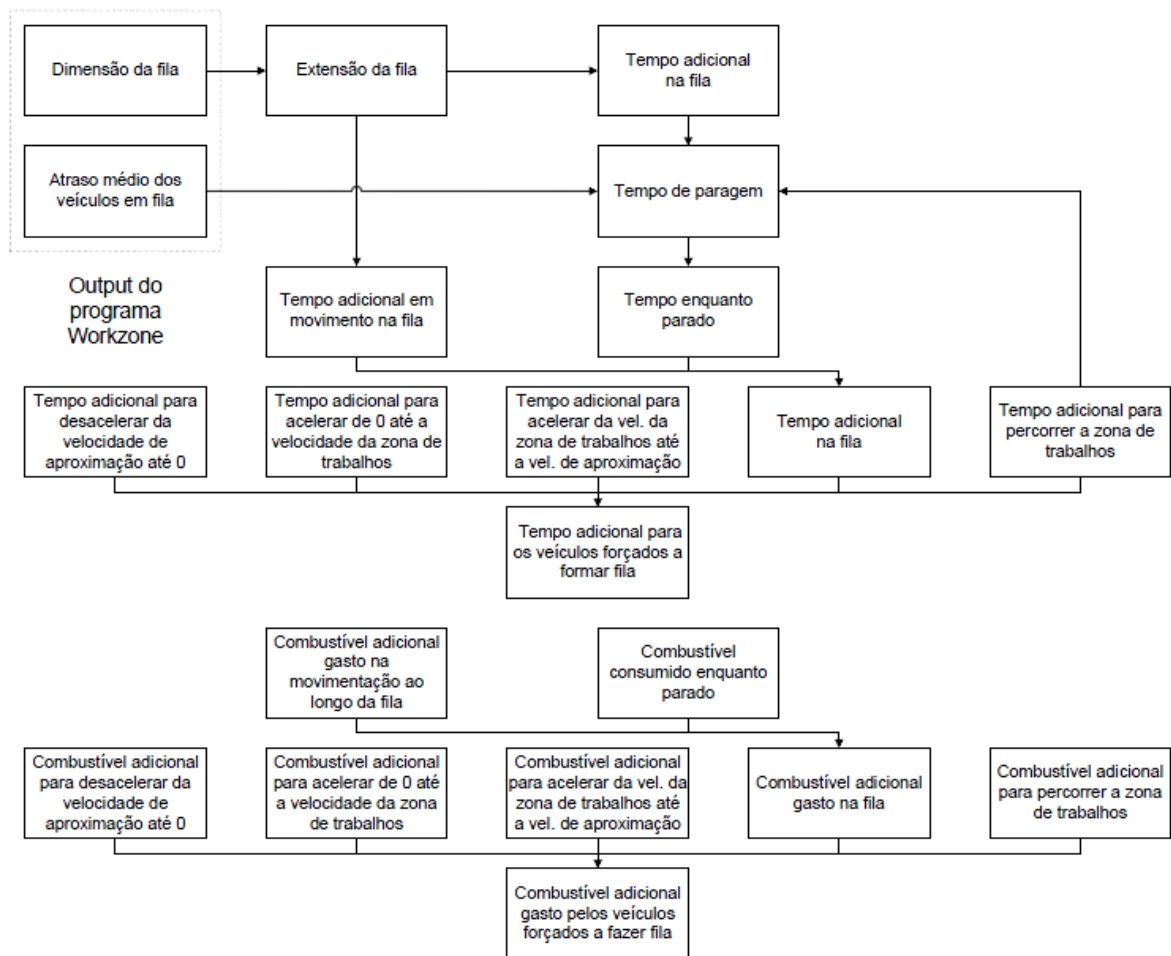 Dimensão da fila
Extensão da fila
Tempo adicional
na fila
Atraso médio dos
veículos em fila
Tempo de paragem
Output do
programa
Workzone
Tempo adicional em
movimento na fila
Tempo enquanto
parado
Tempo adicional para
desacelerar da
velocidade de
aproximação até 0
Tempo adicional para
acelerar de 0 até a
velocidade da zona de
trabalhos
Tempo adicional para
acelerar da vel. da
zona de trabalhos até
a vel. de aproximação
Tempo adicional
na fila
Tempo adicional para
percorrer a zona de
trabalhos
Tempo adicional para
os veículos forçados a
formar fila
Combustível adicional
gasto na
movimentação ao
longo da fila
Combustível
consumido enquanto
parado
Combustível adicional
para desacelerar da
velocidade de
aproximação até 0
Combustível adicional
para acelerar de 0 até
a velocidade da zona
de trabalhos
Combustível adicional
para acelerar da vel. da
zona de trabalhos até
a vel. de aproximação
Combustível adicional
gasto na fila
Combustível adicional
para percorrer a zona
de trabalhos
Combustível adicional
gasto pelos veículos
forçados a fazer fila